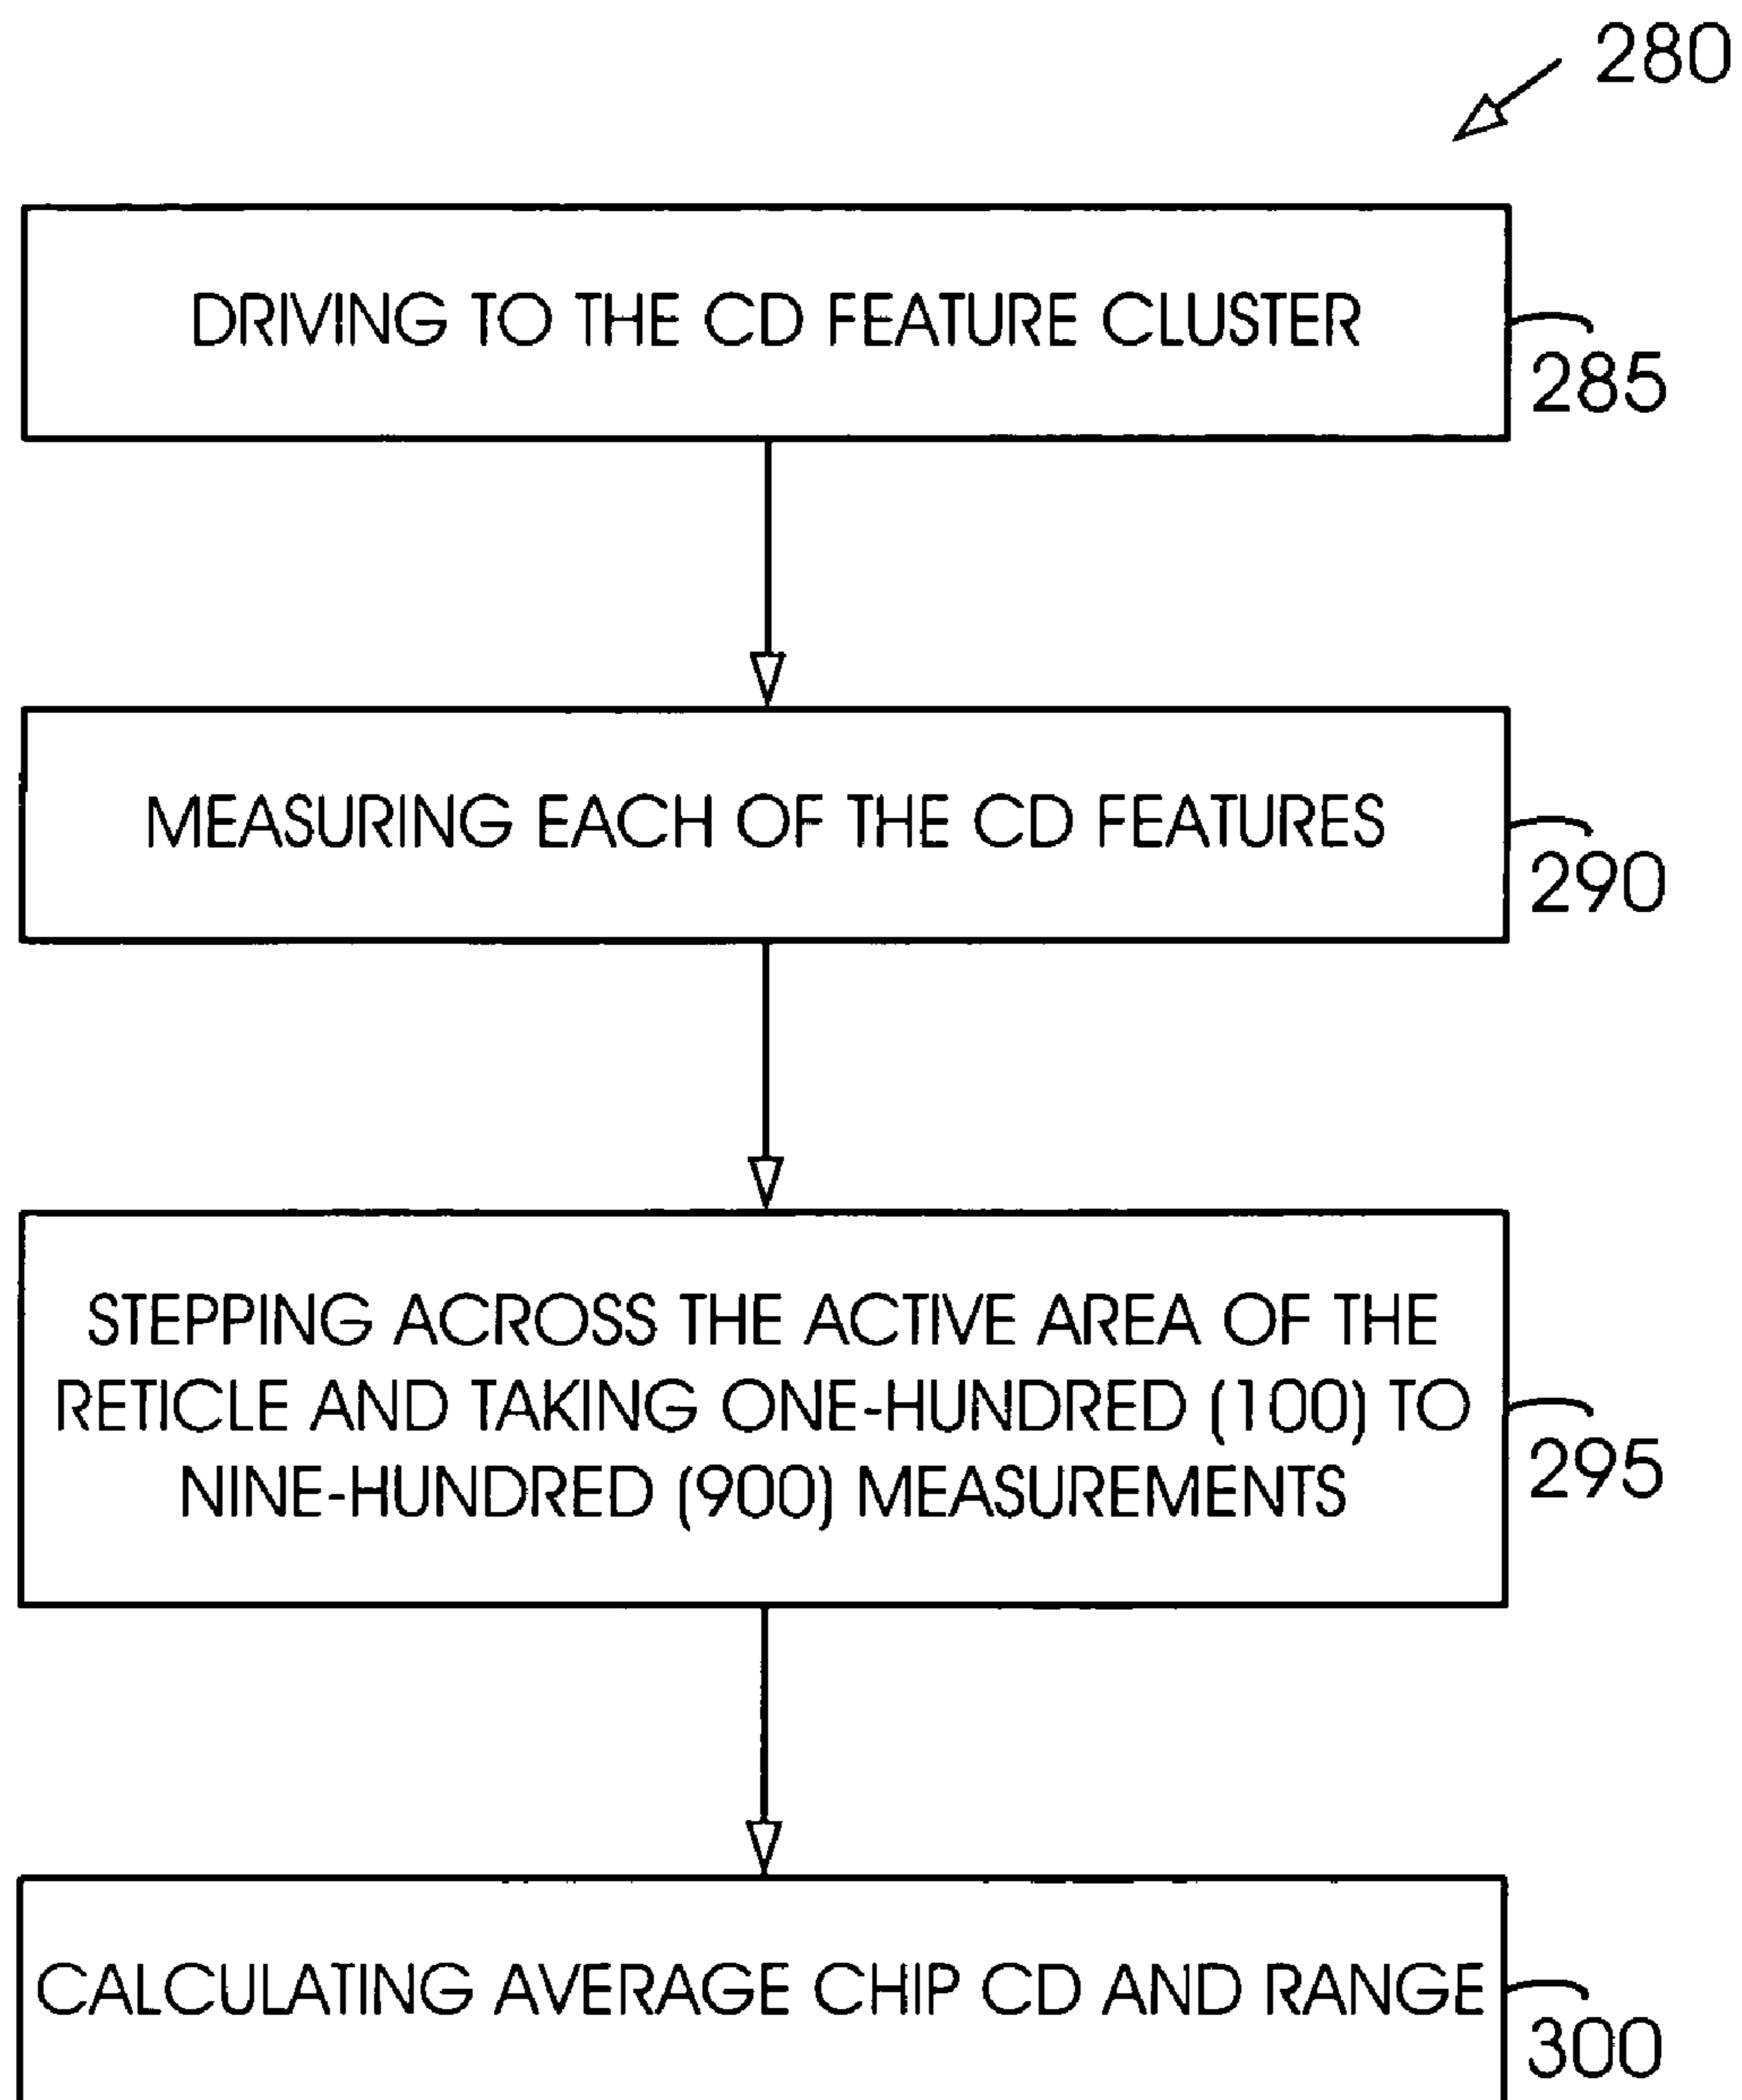 280
DRIVING TO THE CD FEATURE CLUSTER
285
MEASURING EACH OF THE CD FEATURES
290
STEPPING ACROSS THE ACTIVE AREA OF THE
RETICLE AND TAKING ONE-HUNDRED (100) TO
NINE-HUNDRED (900) MEASUREMENTS
295
CALCULATING AVERAGE CHIP CD AND RANGE
300